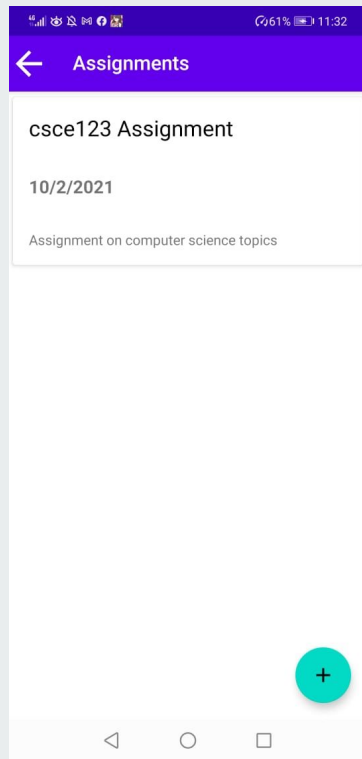 61% 11:32
Assignments
csce123 Assignment
10/2/2021
Assignment on computer science topics
+